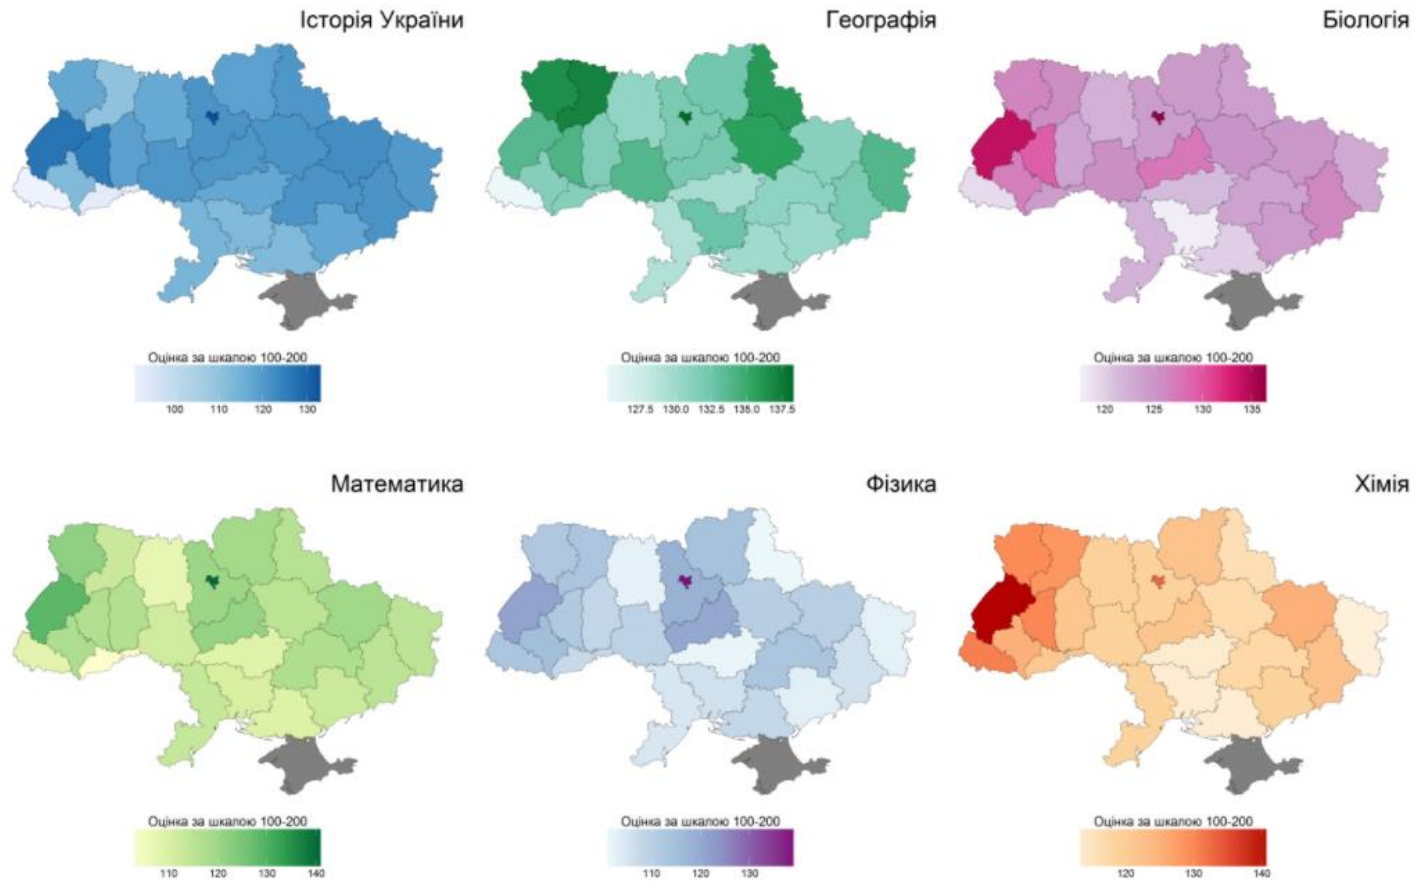 Історія України
Географія
Біологія
Оцінка за шкалою 100-200
100 110 120 130
Оцінка за шкалою 100-200
127.5 130.0 132.5 135.0 137.5
Оцінка за шкалою 100-200
120 125 130 135
Математика
Фізика
Хімія
Оцінка за шкалою 100-200
110 120 130 140
Оцінка за шкалою 100-200
110 120 130
Оцінка за шкалою 100-200
120 130 140